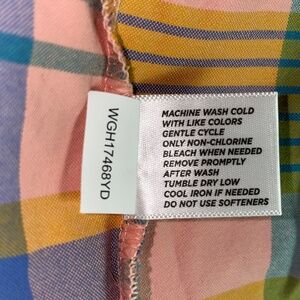 WGH17468YD
MACHINE WASH COLD
WITH LIKE COLORS
GENTLE CYCLE
ONLY NON-CHLORINE
BLEACH WHEN NEEDED
REMOVE PROMPTLY
AFTER WASH
TUMBLE DRY LOW
COOL IRON IF NEEDED
DO NOT USE SOFTENERS